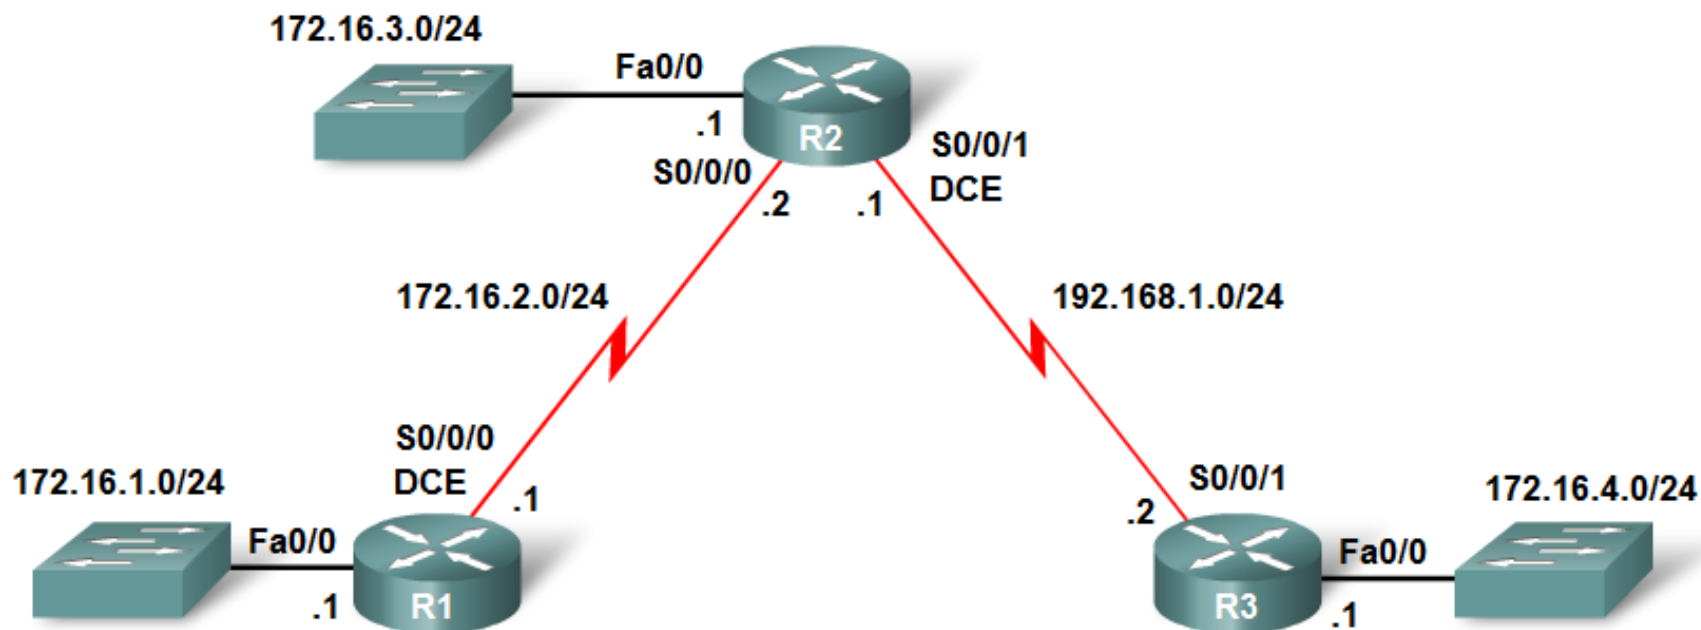 172.16.3.0/24
Fa0/0
.1
R2
S0/0/0
.2
.1
S0/0/1
DCE
172.16.2.0/24
192.168.1.0/24
S0/0/0
DCE
.1
172.16.1.0/24
Fa0/0
.1
R1
S0/0/1
.2
172.16.4.0/24
Fa0/0
.1
R3